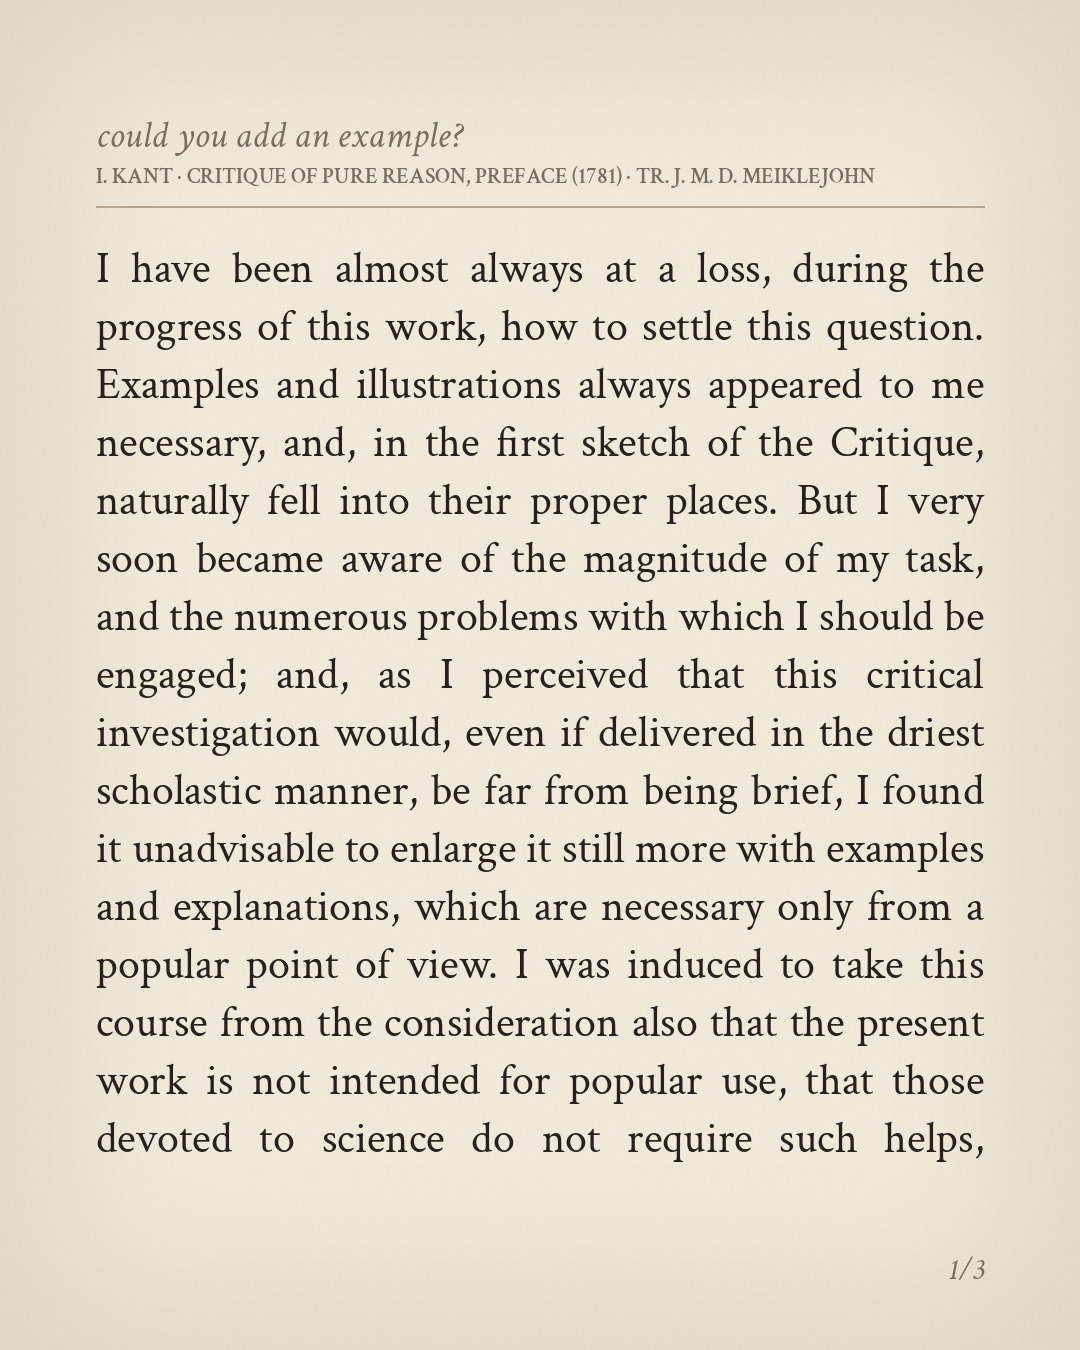 could you add an example?
I. KANT · CRITIQUE OF PURE REASON, PREFACE (1781) · TR. J. M. D. MEIKLEJOHN
I have been almost always at a loss, during the
progress of this work, how to settle this question.
Examples and illustrations always appeared to me
necessary, and, in the first sketch of the Critique,
naturally fell into their proper places. But I very
soon became aware of the magnitude of my task,
and the numerous problems with which I should be
engaged; and, as I perceived that this critical
investigation would, even if delivered in the driest
scholastic manner, be far from being brief, I found
it unadvisable to enlarge it still more with examples
and explanations, which are necessary only from a
popular point of view. I was induced to take this
course from the consideration also that the present
work is not intended for popular use, that those
devoted to science do not require such helps,
1/3